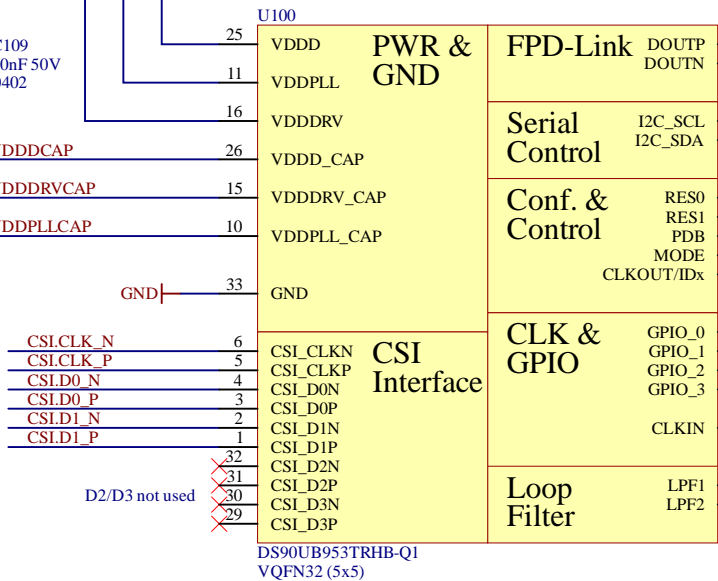 U100
25 VDDD PWR & FPD-Link DOUTP
GND DOUTN
50V
11 VDDPLL
16 VDDDRV Serial I2C_SCL
Control I2C_SDA
26 VDDD_CAP
15 VDDDRV_CAP Conf. & RES0
Control RES1
10 VDDPLL_CAP PDB
MODE
CLKOUT/IDx
GND 33 GND
CLK & GPIO_0
GPIO GPIO_1
GPIO_2
GPIO_3
CLKIN
CSI.CLK_N 6 CSI_CLKN CSI
CSI.CLK_P 5 CSI_CLKP Interface
CSI.D0_N 4 CSI_D0N
CSI.D0_P 3 CSI_D0P
CSI.D1_N 2 CSI_D1N
CSI.D1_P 1 CSI_D1P
32 CSI_D2N
31 CSI_D2P Loop LPF1
D2/D3 not used 30 CSI_D3N Filter LPF2
29 CSI_D3P
DS90UB953TRHB-Q1
VQFN32 (5x5)